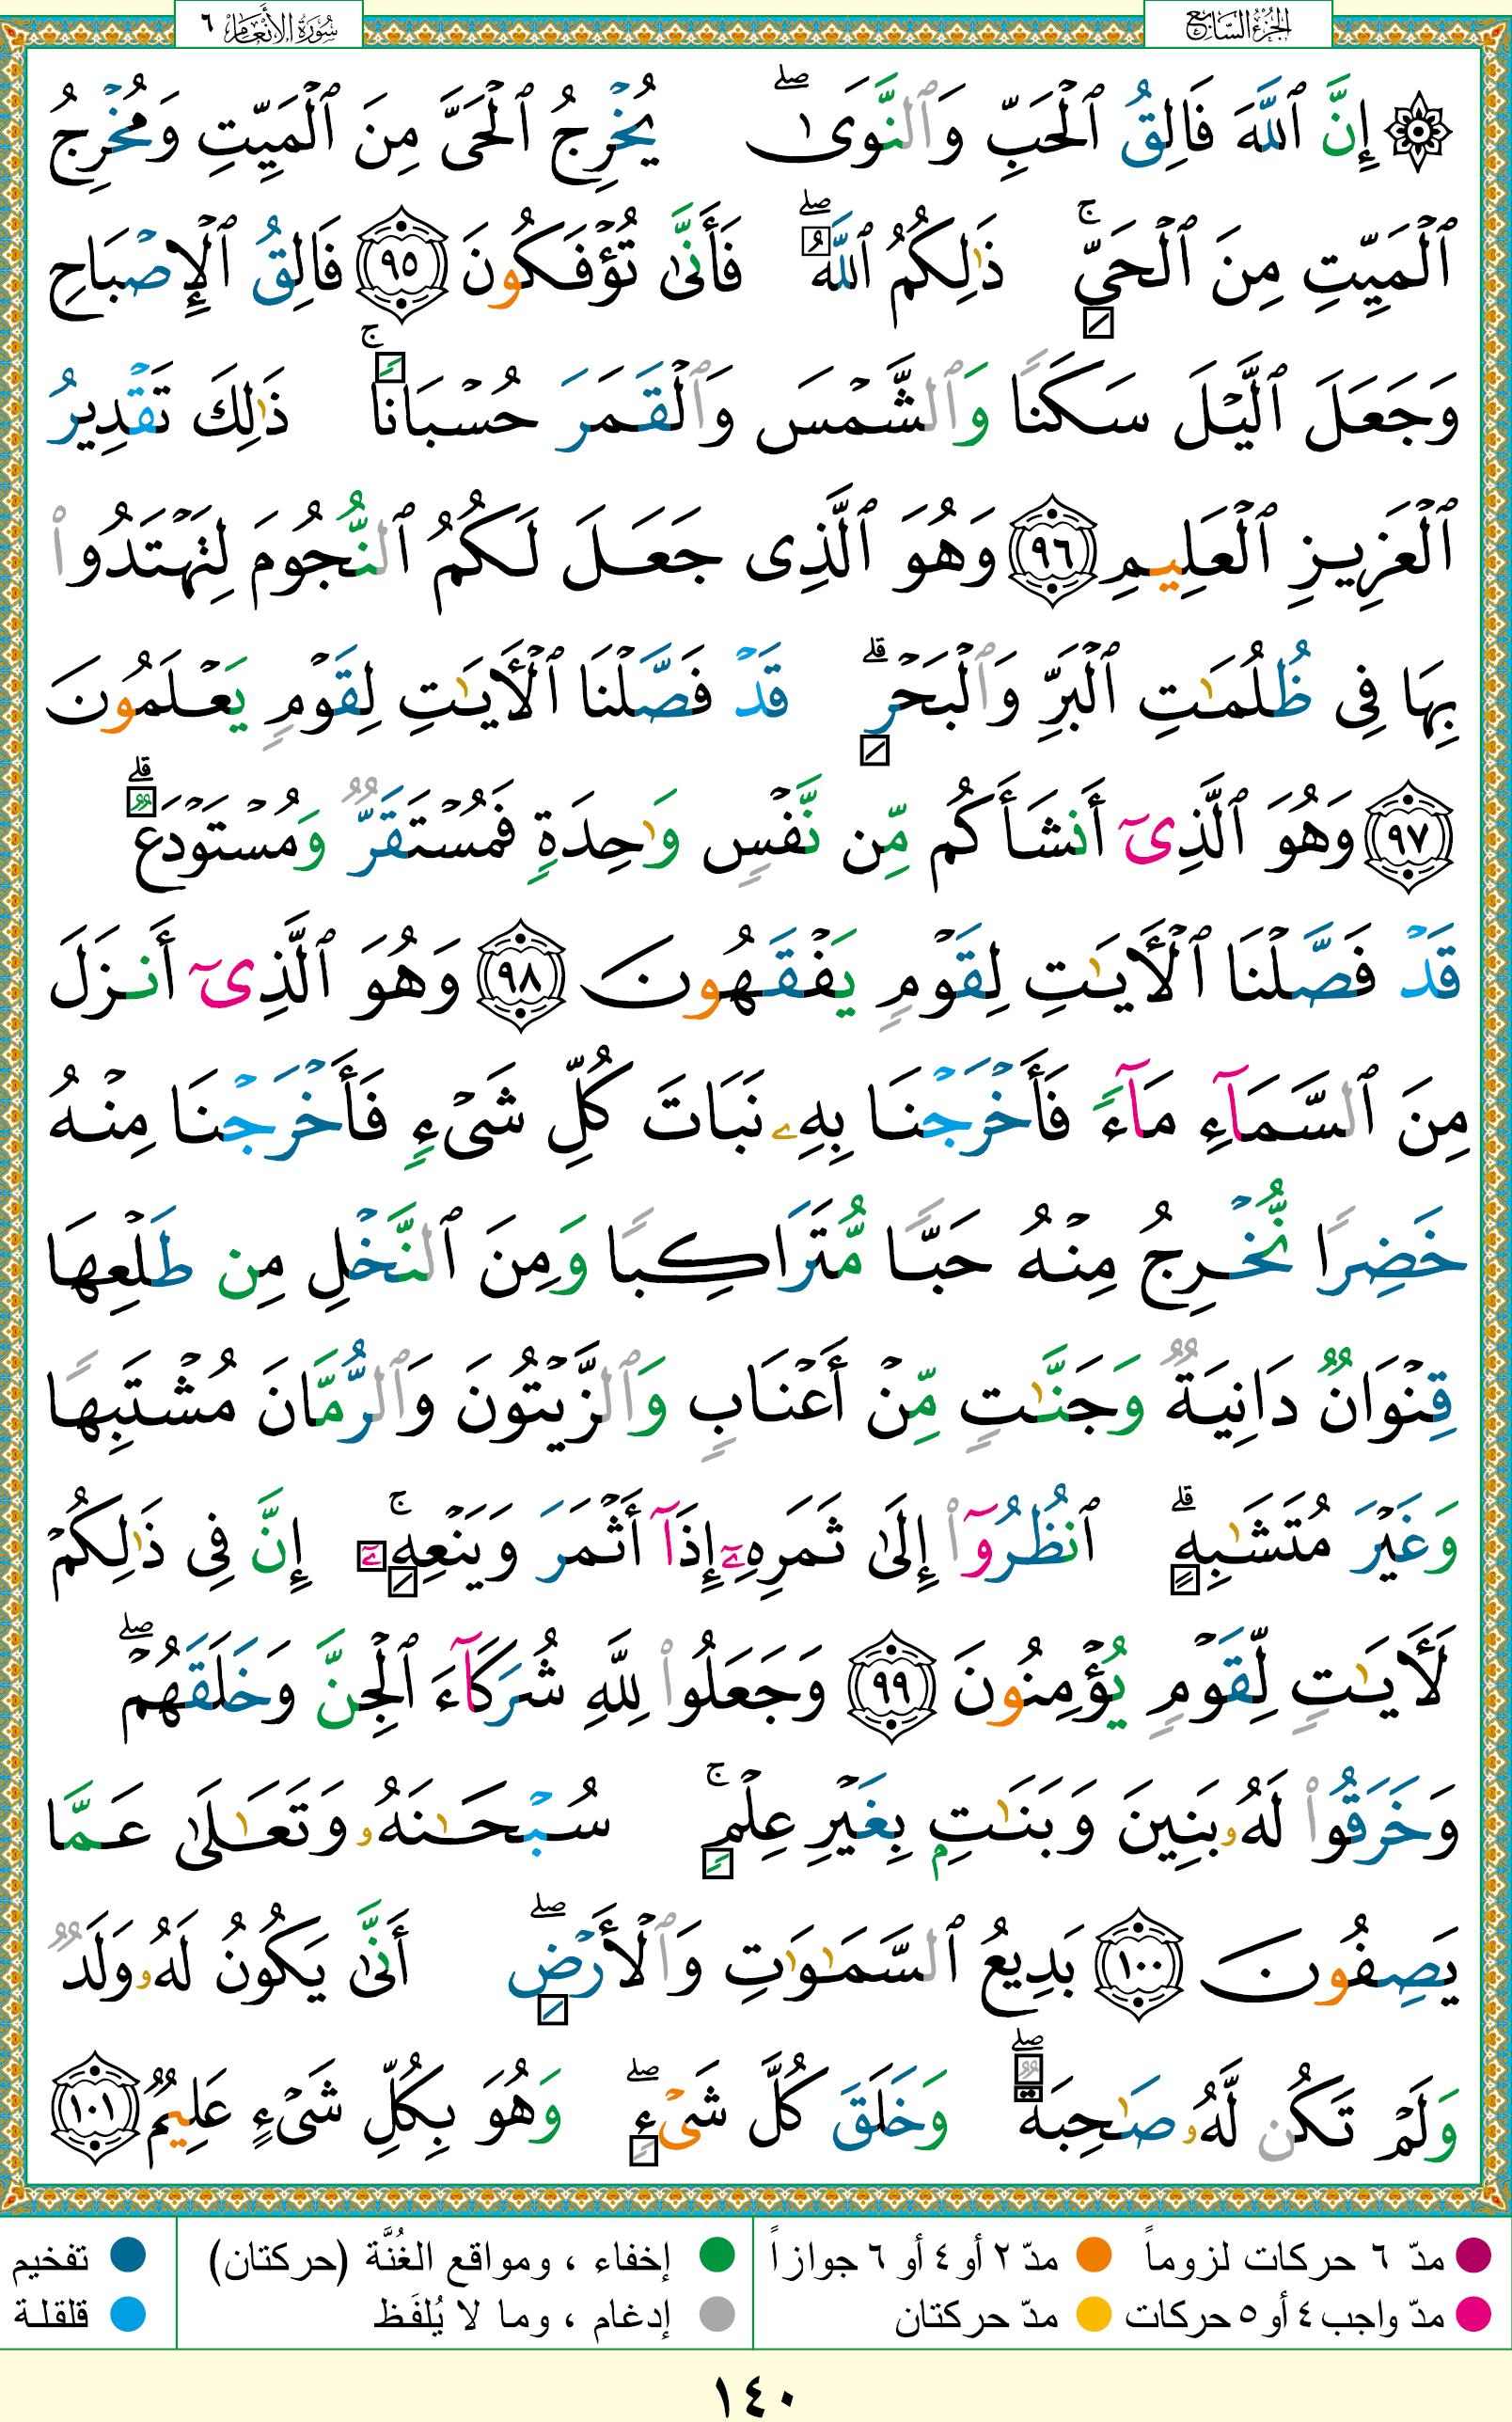 الجزء السابع
سورة الأنعام ٦
۞ إِنَّ ٱللَّهَ فَالِقُ ٱلْحَبِّ وَٱلنَّوَىٰ ۖ يُخْرِجُ ٱلْحَىَّ مِنَ ٱلْمَيِّتِ وَمُخْرِجُ
ٱلْمَيِّتِ مِنَ ٱلْحَىِّ ۚ ذَٰلِكُمُ ٱللَّهُ ۖ فَأَنَّىٰ تُؤْفَكُونَ ٩٥ فَالِقُ ٱلْإِصْبَاحِ
وَجَعَلَ ٱلَّيْلَ سَكَنًا وَٱلشَّمْسَ وَٱلْقَمَرَ حُسْبَانًا ۚ ذَٰلِكَ تَقْدِيرُ
ٱلْعَزِيزِ ٱلْعَلِيمِ ٩٦ وَهُوَ ٱلَّذِى جَعَلَ لَكُمُ ٱلنُّجُومَ لِتَهْتَدُوا۟
بِهَا فِى ظُلُمَٰتِ ٱلْبَرِّ وَٱلْبَحْرِ ۗ قَدْ فَصَّلْنَا ٱلْأَيَٰتِ لِقَوْمٍ يَعْلَمُونَ
٩٧ وَهُوَ ٱلَّذِىٓ أَنشَأَكُم مِّن نَّفْسٍ وَٰحِدَةٍ فَمُسْتَقَرٌّ وَمُسْتَوْدَعٌ ۗ
قَدْ فَصَّلْنَا ٱلْأَيَٰتِ لِقَوْمٍ يَفْقَهُونَ ٩٨ وَهُوَ ٱلَّذِىٓ أَنزَلَ
مِنَ ٱلسَّمَآءِ مَآءً فَأَخْرَجْنَا بِهِۦ نَبَاتَ كُلِّ شَىْءٍ فَأَخْرَجْنَا مِنْهُ
خَضِرًا نُّخْرِجُ مِنْهُ حَبًّا مُّتَرَاكِبًا وَمِنَ ٱلنَّخْلِ مِن طَلْعِهَا
قِنْوَانٌ دَانِيَةٌ وَجَنَّٰتٍ مِّنْ أَعْنَابٍ وَٱلزَّيْتُونَ وَٱلرُّمَّانَ مُشْتَبِهًا
وَغَيْرَ مُتَشَٰبِهٍ ۗ ٱنظُرُوٓا۟ إِلَىٰ ثَمَرِهِۦٓ إِذَآ أَثْمَرَ وَيَنْعِهِۦٓ ۚ إِنَّ فِى ذَٰلِكُمْ
لَأَيَٰتٍ لِّقَوْمٍ يُؤْمِنُونَ ٩٩ وَجَعَلُوا۟ لِلَّهِ شُرَكَآءَ ٱلْجِنَّ وَخَلَقَهُمْ ۖ
وَخَرَقُوا۟ لَهُۥ بَنِينَ وَبَنَٰتٍۭ بِغَيْرِ عِلْمٍ ۚ سُبْحَٰنَهُۥ وَتَعَٰلَىٰ عَمَّا
يَصِفُونَ ١٠٠ بَدِيعُ ٱلسَّمَٰوَٰتِ وَٱلْأَرْضِ ۖ أَنَّىٰ يَكُونُ لَهُۥ وَلَدٌ
وَلَمْ تَكُن لَّهُۥ صَٰحِبَةٌ ۖ وَخَلَقَ كُلَّ شَىْءٍ ۖ وَهُوَ بِكُلِّ شَىْءٍ عَلِيمٌ ١٠١
مدّ ٦ حركات لزوماً مدّ ٢ أو ٤ أو ٦ جوازاً إخفاء ، ومواقع الغُنَّة (حركتان) تفخيم
مدّ واجب ٤ أو ٥ حركات مدّ حركتان إدغام ، وما لا يُلفَظ قلقلة
١٤٠